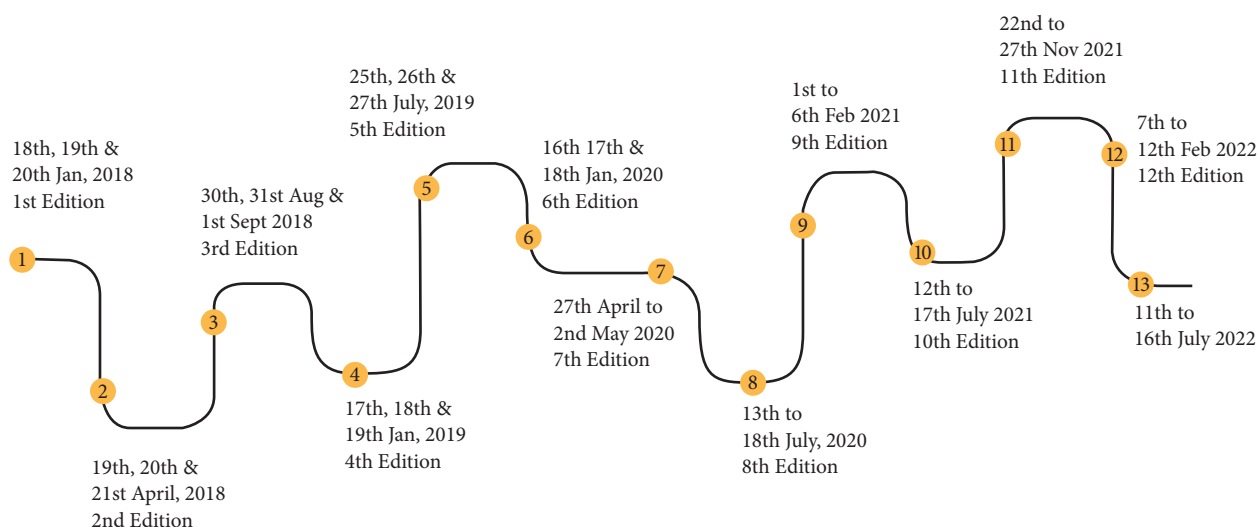 1
18th, 19th &
20th Jan, 2018
1st Edition
2
19th, 20th &
21st April, 2018
2nd Edition
3
30th, 31st Aug &
1st Sept 2018
3rd Edition
4
17th, 18th &
19th Jan, 2019
4th Edition
5
25th, 26th &
27th July, 2019
5th Edition
6
16th 17th &
18th Jan, 2020
6th Edition
7
27th April to
2nd May 2020
7th Edition
8
13th to
18th July, 2020
8th Edition
9
1st to
6th Feb 2021
9th Edition
10
12th to
17th July 2021
10th Edition
11
22nd to
27th Nov 2021
11th Edition
12
7th to
12th Feb 2022
12th Edition
13
11th to
16th July 2022